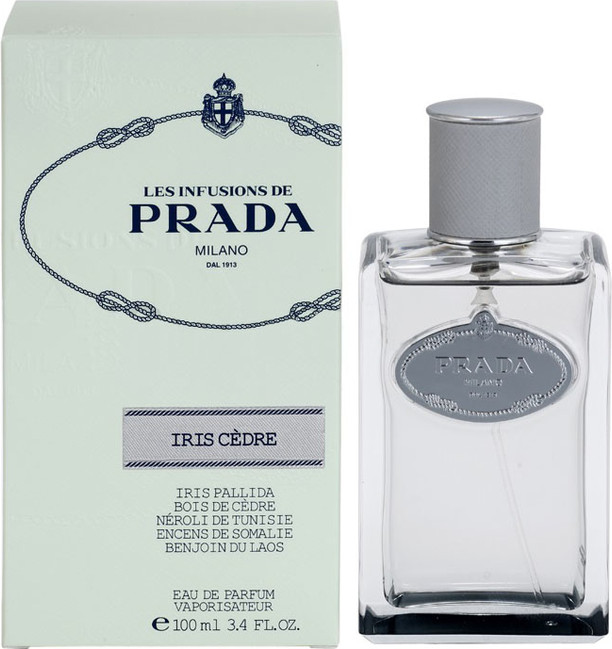 LES INFUSIONS DE
PRADA
MILANO
DAL 1913
IRIS CÈDRE
IRIS PALLIDA
BOIS DE CÈDRE
NÉROLI DE TUNISIE
ENCENS DE SOMALIE
BENJOIN DU LAOS
EAU DE PARFUM
VAPORISATEUR
℮ 100 ml 3.4 FL.OZ.
PRADA
MILANO